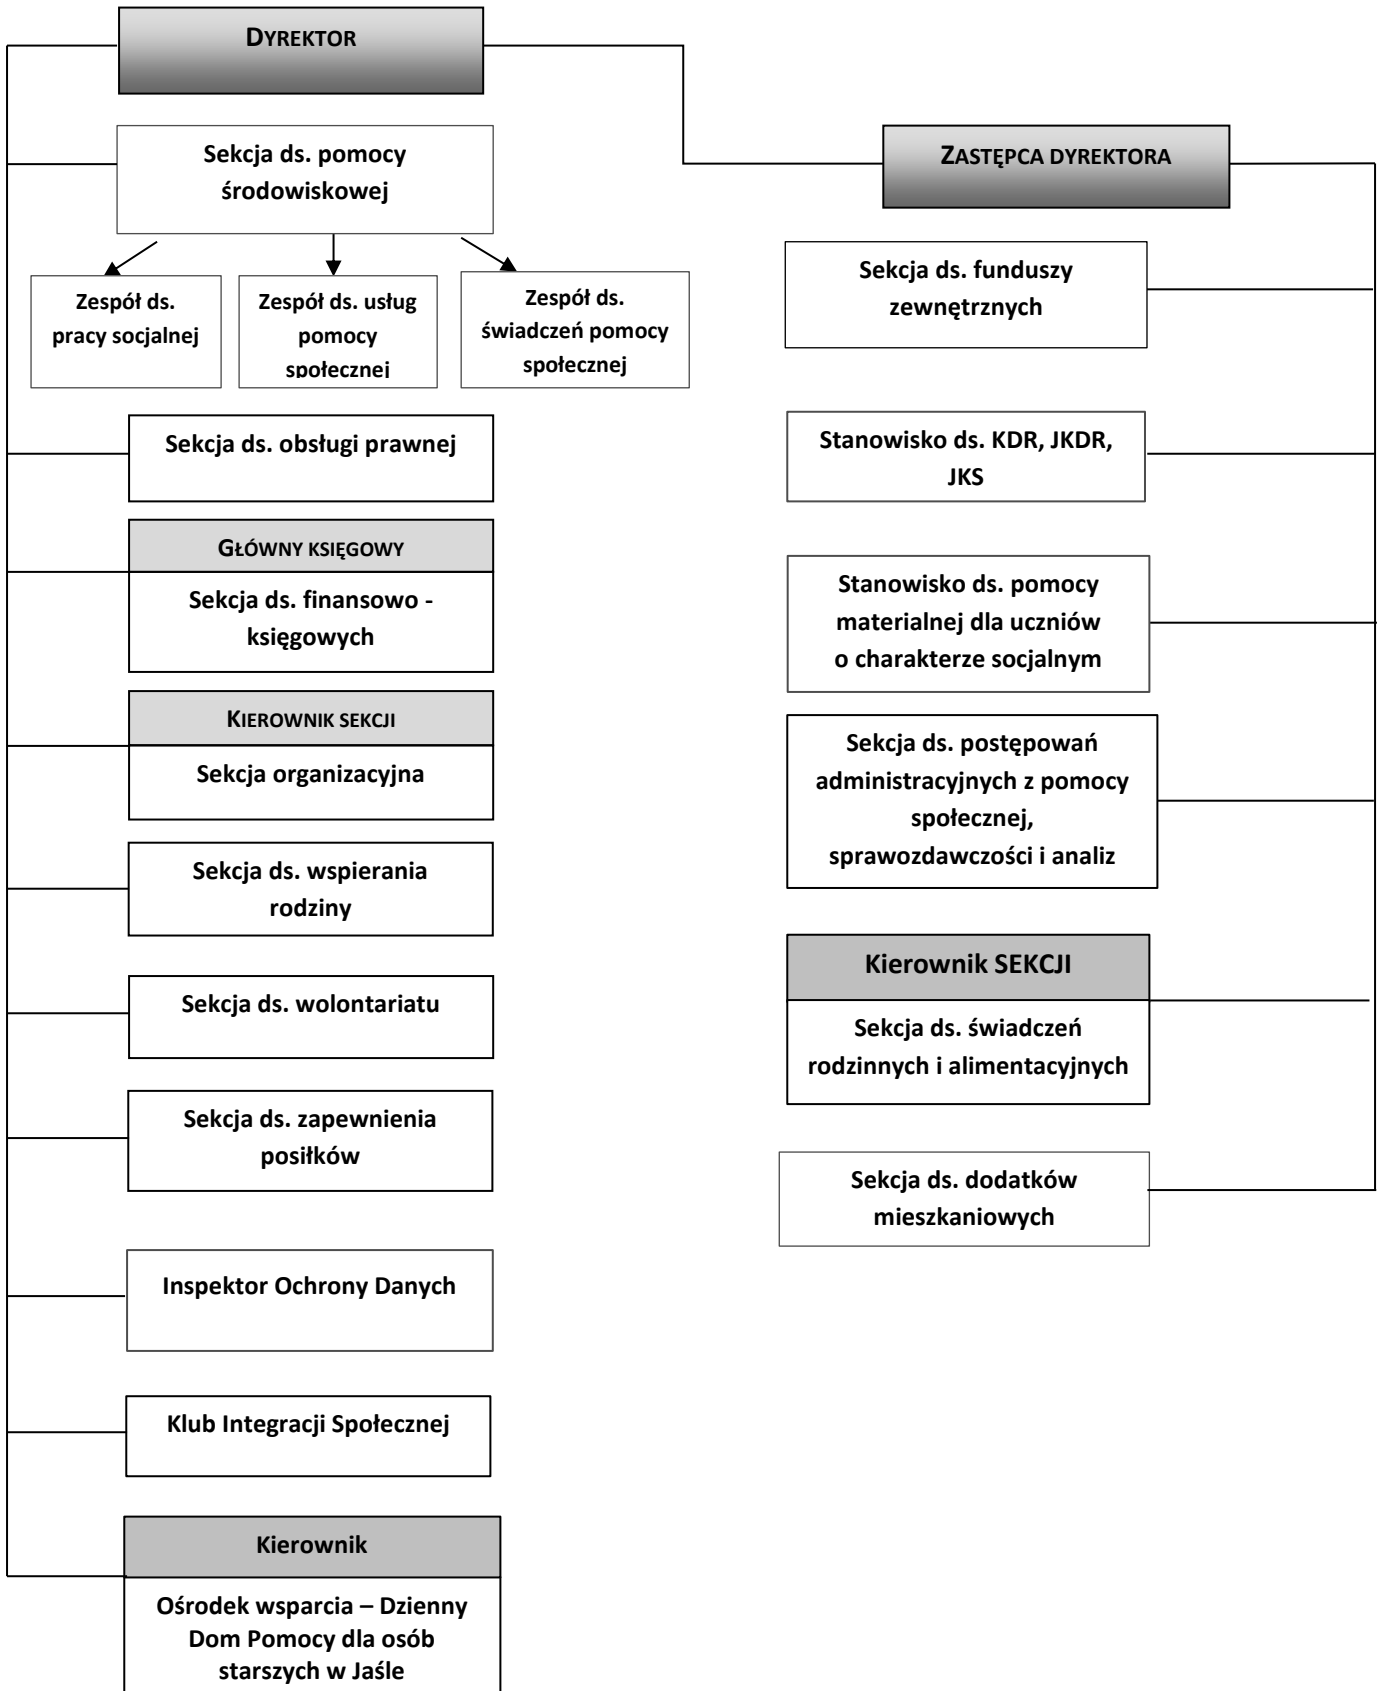 DYREKTOR
Sekcja ds. pomocy
środowiskowej
Zespół ds.
pracy socjalnej
Zespół ds. usług
pomocy
społecznej
Zespół ds.
świadczeń pomocy
społecznej
Sekcja ds. obsługi prawnej
GŁÓWNY KSIĘGOWY
Sekcja ds. finansowo -
księgowych
KIEROWNIK SEKCJI
Sekcja organizacyjna
Sekcja ds. wspierania
rodziny
Sekcja ds. wolontariatu
Sekcja ds. zapewnienia
posiłków
Inspektor Ochrony Danych
Klub Integracji Społecznej
Kierownik
Ośrodek wsparcia – Dzienny
Dom Pomocy dla osób
starszych w Jaśle
ZASTĘPCA DYREKTORA
Sekcja ds. funduszy
zewnętrznych
Stanowisko ds. KDR, JKDR,
JKS
Stanowisko ds. pomocy
materialnej dla uczniów
o charakterze socjalnym
Sekcja ds. postępowań
administracyjnych z pomocy
społecznej,
sprawozdawczości i analiz
Kierownik SEKCJI
Sekcja ds. świadczeń
rodzinnych i alimentacyjnych
Sekcja ds. dodatków
mieszkaniowych